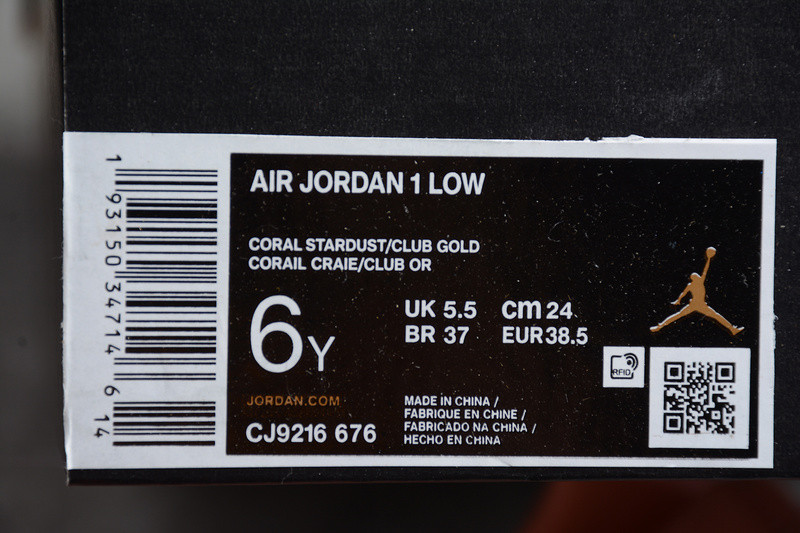 AIR JORDAN 1 LOW
CORAL STARDUST/CLUB GOLD
CORAIL CRAIE/CLUB OR
6Y
UK 5.5 cm 24
BR 37 EUR 38.5
JORDAN.COM
CJ9216 676
MADE IN CHINA /
FABRIQUE EN CHINE /
FABRICADO NA CHINA /
HECHO EN CHINA
RFID
1 93150 34714 6 14